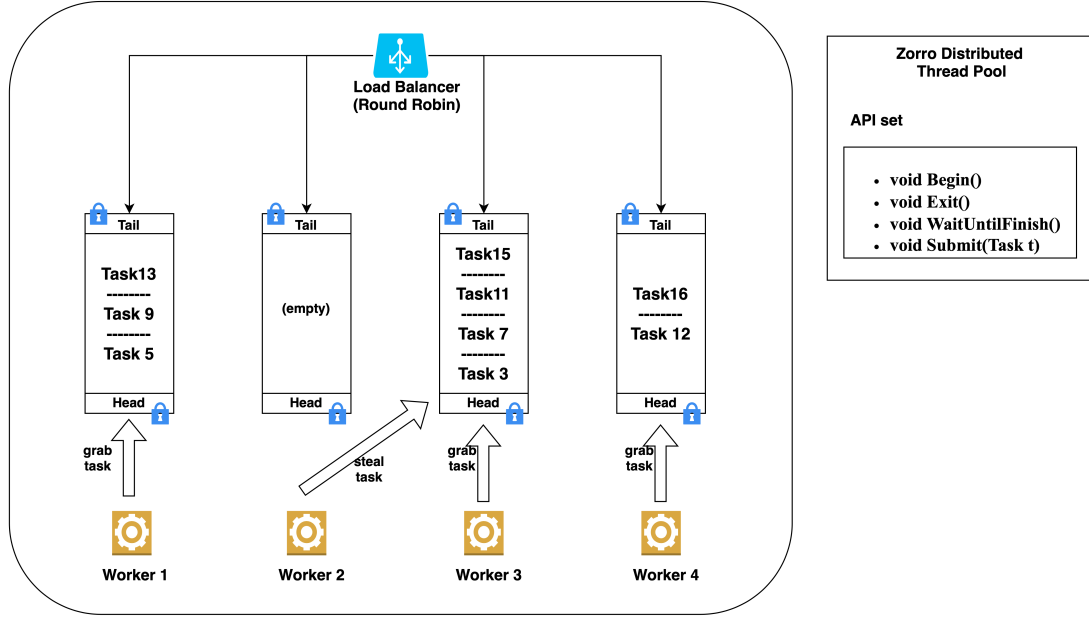 Load Balancer
(Round Robin)
Zorro Distributed
Thread Pool
API set
• void Begin()
• void Exit()
• void WaitUntilFinish()
• void Submit(Task t)
Tail
Task13
--------
Task 9
--------
Task 5
Head
Tail
(empty)
Head
Tail
Task15
--------
Task11
--------
Task 7
--------
Task 3
Head
Tail
Task16
--------
Task 12
Head
grab
task
steal
task
grab
task
grab
task
Worker 1
Worker 2
Worker 3
Worker 4